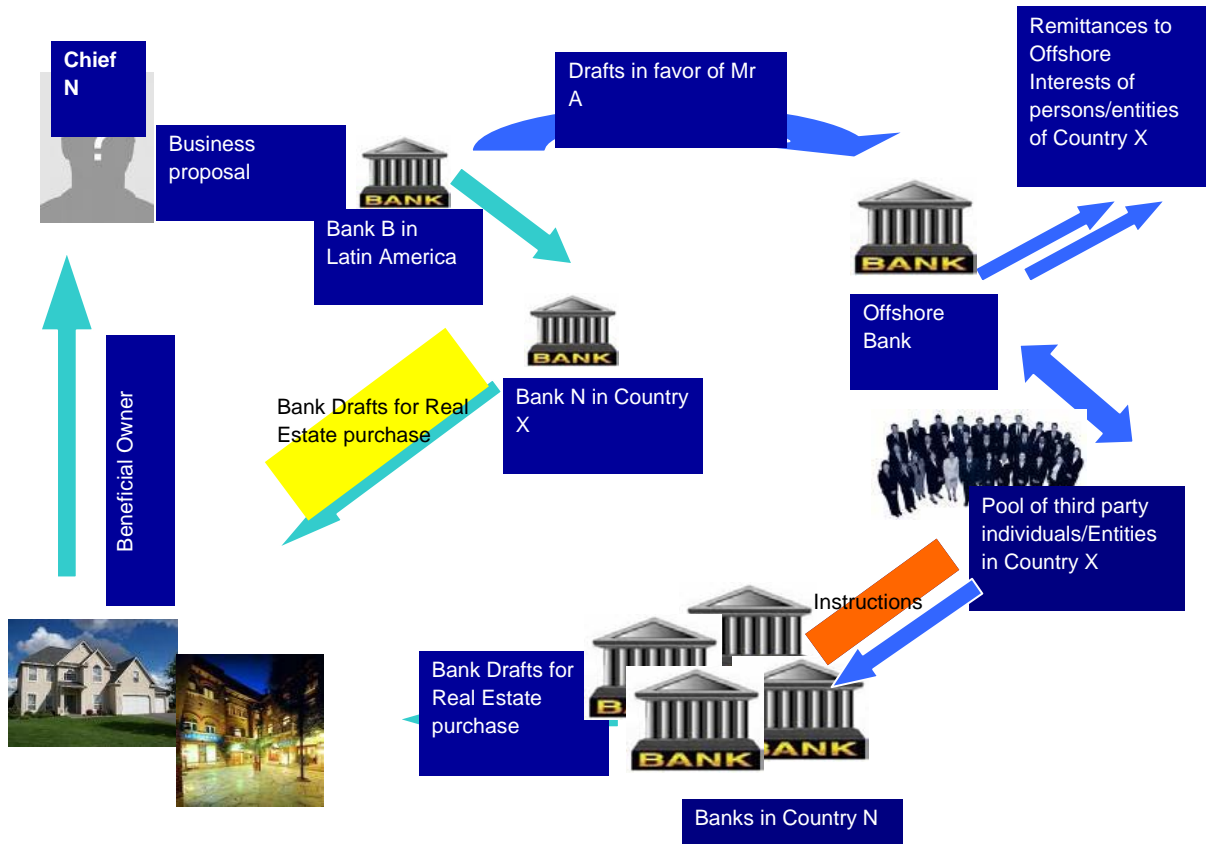 Chief
N
Business
proposal
BANK
Bank B in
Latin America
Drafts in favor of Mr
A
Remittances to
Offshore
Interests of
persons/entities
of Country X
BANK
Offshore
Bank
BANK
Bank N in Country
X
Bank Drafts for Real
Estate purchase
Beneficial Owner
Pool of third party
individuals/Entities
in Country X
Instructions
Bank Drafts for
Real Estate
purchase
BANK
BANK
Banks in Country N